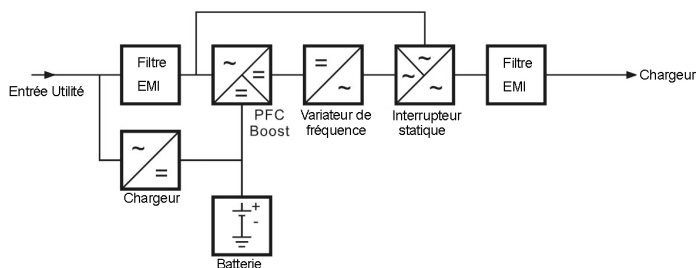 Entrée Utilité
Filtre
EMI
PFC
Boost
Variateur de
fréquence
Interrupteur
statique
Filtre
EMI
Chargeur
Chargeur
Batterie